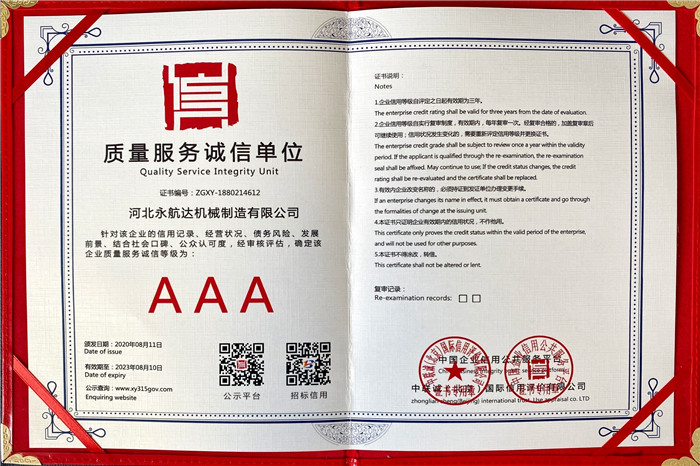 质量服务诚信单位
Quality Service Integrity Unit
证书编号：ZGXY-1880214612
河北永航达机械制造有限公司
针对该企业的信用记录、经营状况、债务风险、发展
前景、结合社会口碑、公众认可度，经审核评估，确定该
企业质量服务诚信等级为：
AAA
颁发日期：2020年08月11日
Date of issue
有效期至：2023年08月10日
Date of expiry
公示查询：www.xy315gov.com
Enquiring website
公示平台
招标信用
证书说明：
Notes
1.企业信用等级自评定之日起有效期为三年。
The enterprise credit rating shall be valid for three years from the date of evaluation.
2.企业信用等级自实行复审制度，有效期内，每年复审一次。经复审合格的，加盖复审章后
可继续使用；信用状况发生变化的，需要重新评定信用等级并更换证书。
The enterprise credit grade shall be subject to review once a year within the validity
period. If the applicant is qualified through the re-examination, the re-examination
seal shall be affixed. May continue to use; If the credit status changes, the credit
rating shall be re-evaluated and the certificate shall be replaced.
3.有效内企业改变名称的，必须持证到发证单位办理变更手续。
If an enterprise changes its name in effect, it must obtain a certificate and go through
the formalities of change at the issuing unit.
4.本证书只证明企业有效期内的信用状况，不作他用。
This certificate only proves the credit status within the valid period of the enterprise,
and will not be used for other purposes.
5.本证书不得涂改，转借。
This certificate shall not be altered or lent.
复审记录：
Re-examination records:
中国企业信用公共服务平台
中联诚（北京）国际信用评价有限公司